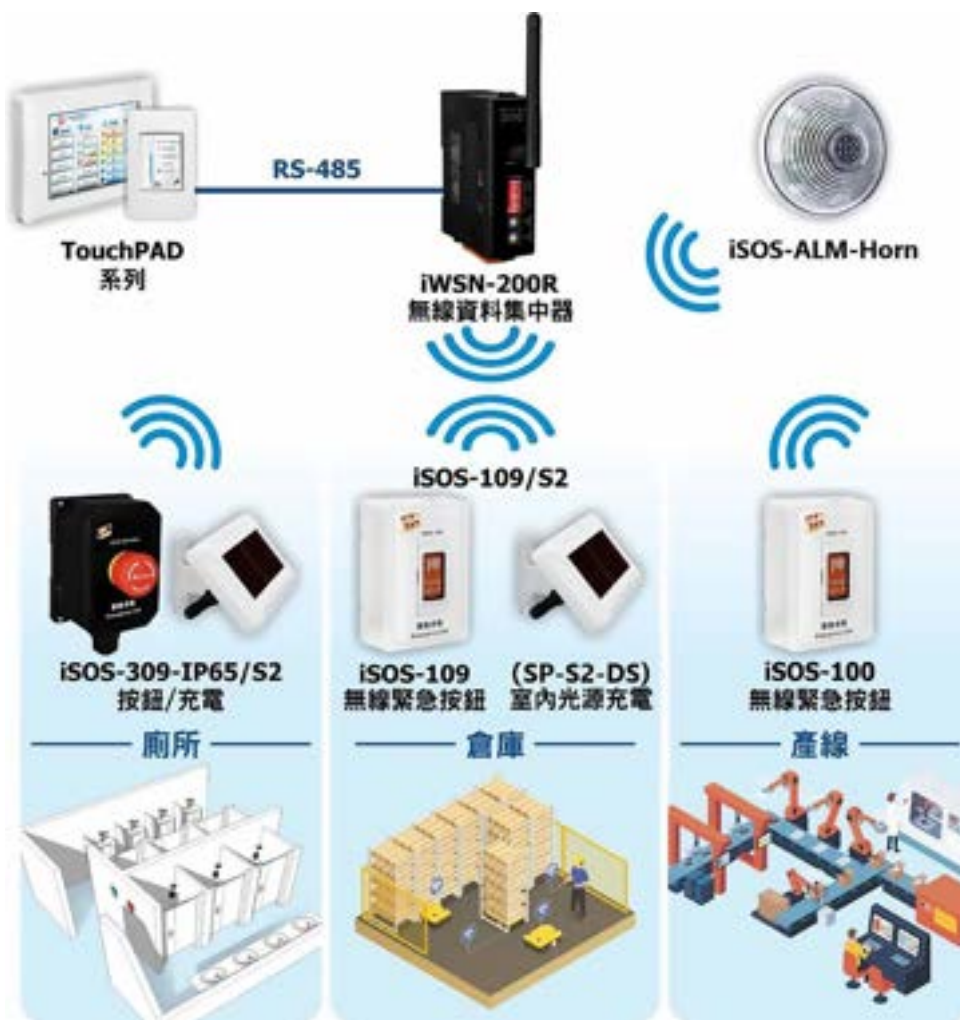 RS-485
TouchPAD
系列
iWSN-200R
無線資料集中器
iSOS-ALM-Horn
iSOS-109/S2
iSOS-309-IP65/S2
按鈕/充電
iSOS-109
無線緊急按鈕
(SP-S2-DS)
室內光源充電
iSOS-100
無線緊急按鈕
廁所
倉庫
產線